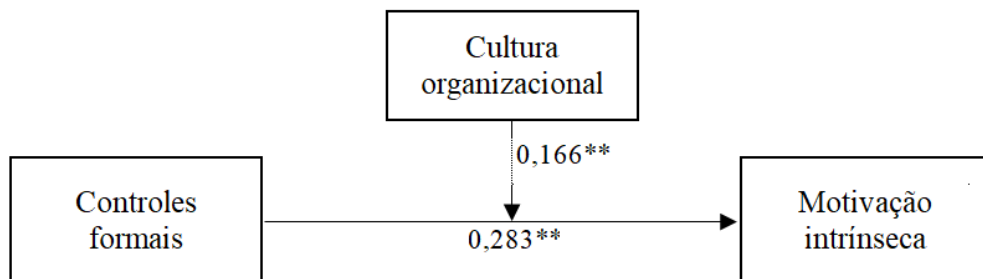 Cultura
organizacional
0,166**
Controles
formais
0,283**
Motivação
intrínseca